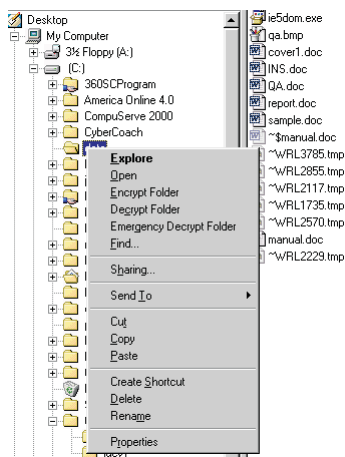 Desktop
My Computer
3½ Floppy (A:)
(C:)
360SCProgram
America Online 4.0
CompuServe 2000
CyberCoach
Explore
Open
Encrypt Folder
Decrypt Folder
Emergency Decrypt Folder
Find...
Sharing...
Send To
Cut
Copy
Paste
Create Shortcut
Delete
Rename
Properties
ie5dom.exe
qa.bmp
cover1.doc
INS.doc
QA.doc
report.doc
sample.doc
~$manual.doc
~WRL3785.tmp
~WRL2855.tmp
~WRL2117.tmp
~WRL1735.tmp
~WRL2570.tmp
manual.doc
~WRL2229.tmp